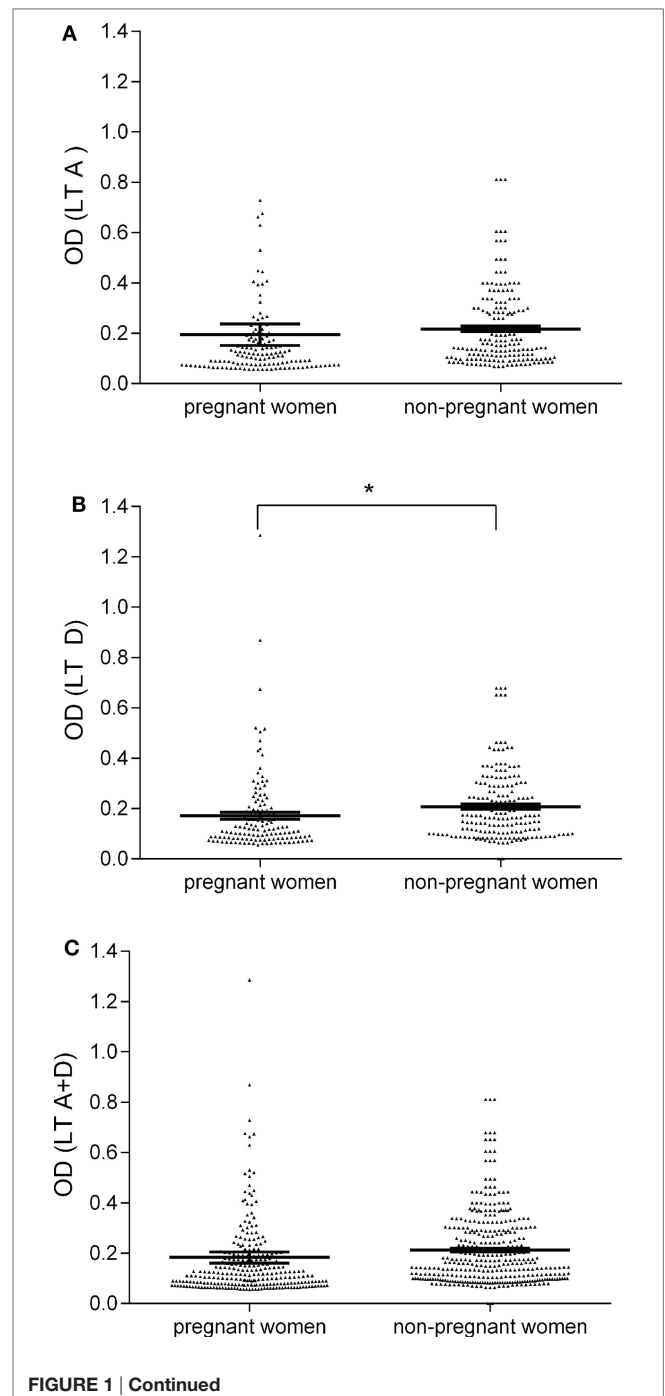 A
1.4
1.2
1.0
0.8
0.6
0.4
0.2
0.0
OD (LT A )
pregnant women
non-pregnant women
B
*
1.4
1.2
1.0
0.8
0.6
0.4
0.2
0.0
OD (LT D)
pregnant women
non-pregnant women
C
1.4
1.2
1.0
0.8
0.6
0.4
0.2
0.0
OD (LT A+D)
pregnant women
non-pregnant women
FIGURE 1 | Continued